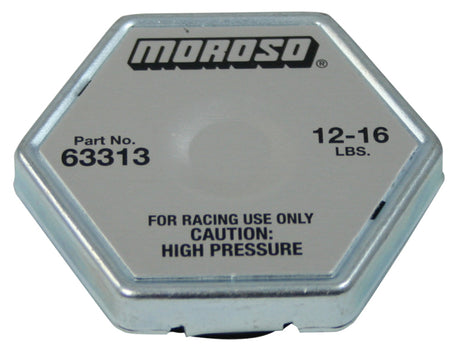 MOROSO®
Part No.
63313
12-16
LBS.
FOR RACING USE ONLY
CAUTION:
HIGH PRESSURE